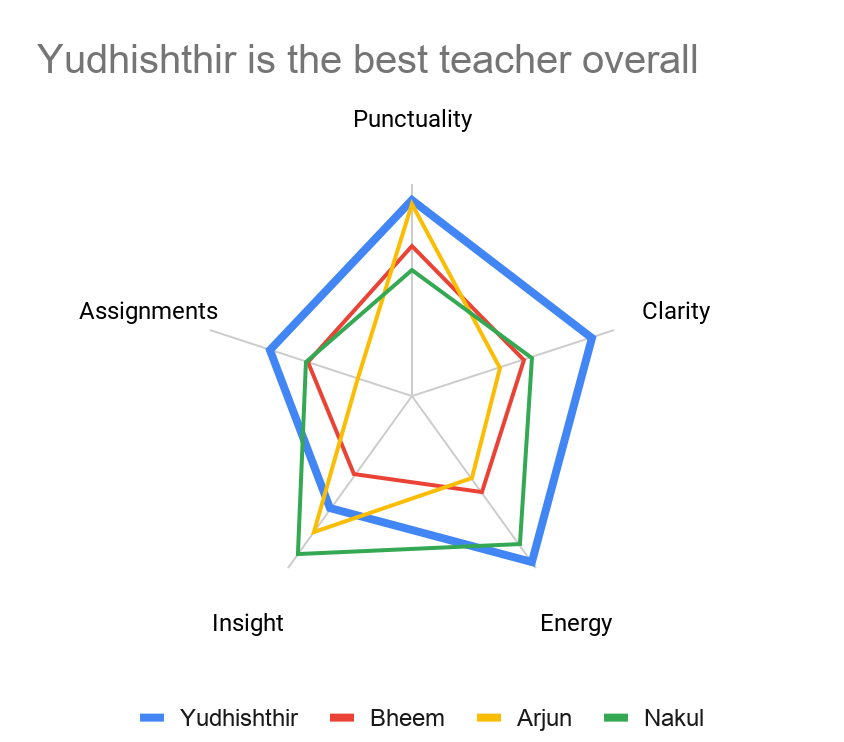 Yudhishthir is the best teacher overall
Punctuality
Assignments
Clarity
Insight
Energy
Yudhishthir
Bheem
Arjun
Nakul